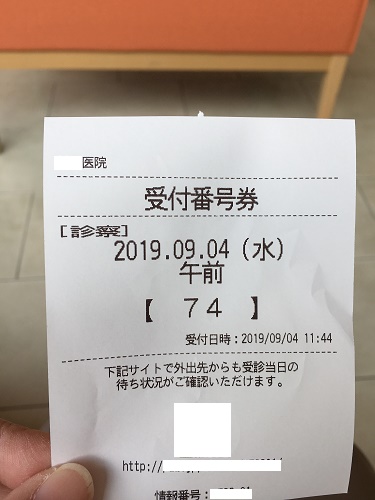 医院
受付番号券
[診察]
2019.09.04(水)
午前
【 74 】
受付日時:2019/09/04 11:44
下記サイトで外出先からも受診当日の
待ち状況がご確認いただけます。
http://
情報番号: